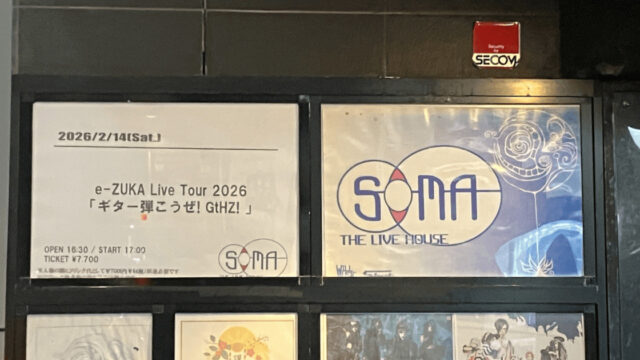 Security by
SECOM
2026/2/14(Sat.)
e-ZUKA Live Tour 2026
「ギター弾こうぜ! GtHZ! 」
OPEN 16:30 / START 17:00
TICKET ¥7.700
SOMA
SOMA
THE LIVE HOUSE